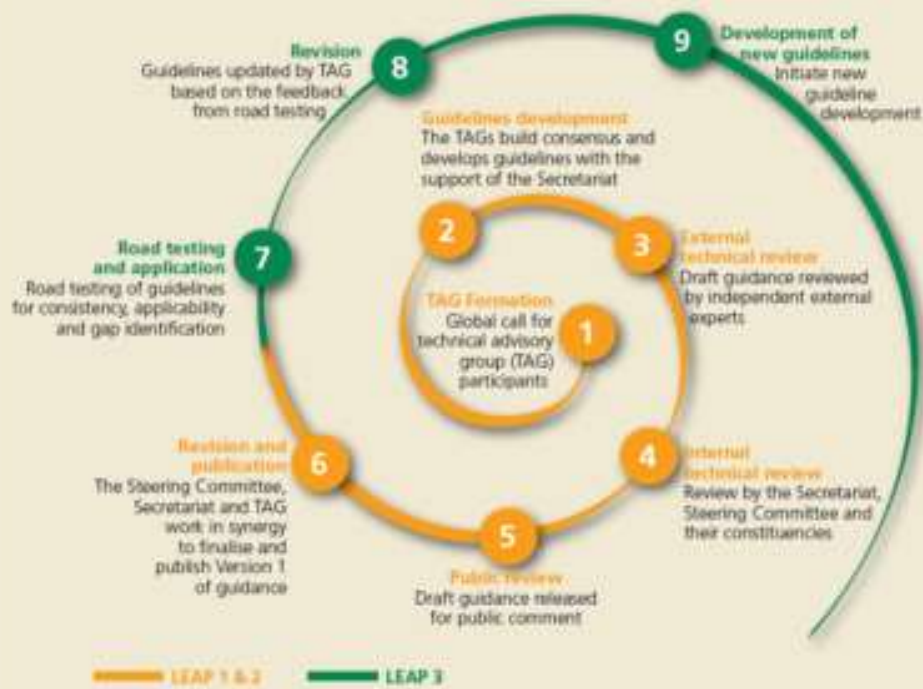 1
TAG Formation
Global call for
technical advisory
group (TAG)
participants
2
Guidelines development
The TAGs build consensus and
develops guidelines with the
support of the Secretariat
3
External
technical review
Draft guidance reviewed
by independent external
experts
4
Internal
technical review
Review by the Secretariat,
Steering Committee and
their constituencies
5
Public review
Draft guidance released
for public comment
6
Revision and
publication
The Steering Committee,
Secretariat and TAG
work in synergy
to finalise and
publish Version 1
of guidance
7
Road testing
and application
Road testing of guidelines
for consistency, applicability
and gap identification
8
Revision
Guidelines updated by TAG
based on the feedback
from road testing
9
Development of
new guidelines
Initiate new
guideline
development
LEAP 1 & 2
LEAP 3